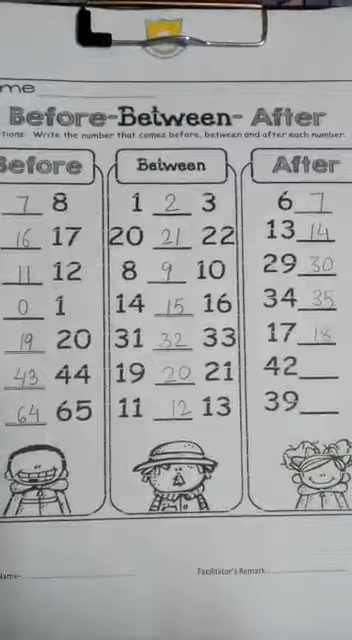 me
Before-Between- After
tions: Write the number that comes before, between and after each number.
Before Between After
7 8 1 2 3 6 7
16 17 20 21 22 13 14
11 12 8 9 10 29 30
0 1 14 15 16 34 35
19 20 31 32 33 17 18
43 44 19 20 21 42
64 65 11 12 13 39
Name:
Facilitator's Remark